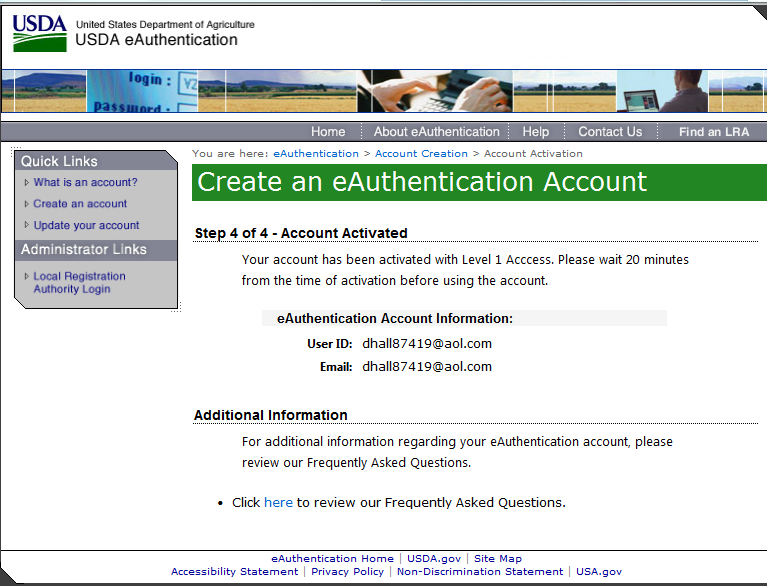 USDA
United States Department of Agriculture
USDA eAuthentication
login :
YZ
password :
Home
About eAuthentication
Help
Contact Us
Find an LRA
Quick Links
What is an account?
Create an account
Update your account
Administrator Links
Local Registration
Authority Login
You are here: eAuthentication > Account Creation > Account Activation
Create an eAuthentication Account
Step 4 of 4 - Account Activated
Your account has been activated with Level 1 Acccess. Please wait 20 minutes
from the time of activation before using the account.
eAuthentication Account Information:
User ID: dhall87419@aol.com
Email: dhall87419@aol.com
Additional Information
For additional information regarding your eAuthentication account, please
review our Frequently Asked Questions.
• Click here to review our Frequently Asked Questions.
eAuthentication Home | USDA.gov | Site Map
Accessibility Statement | Privacy Policy | Non-Discrimination Statement | USA.gov